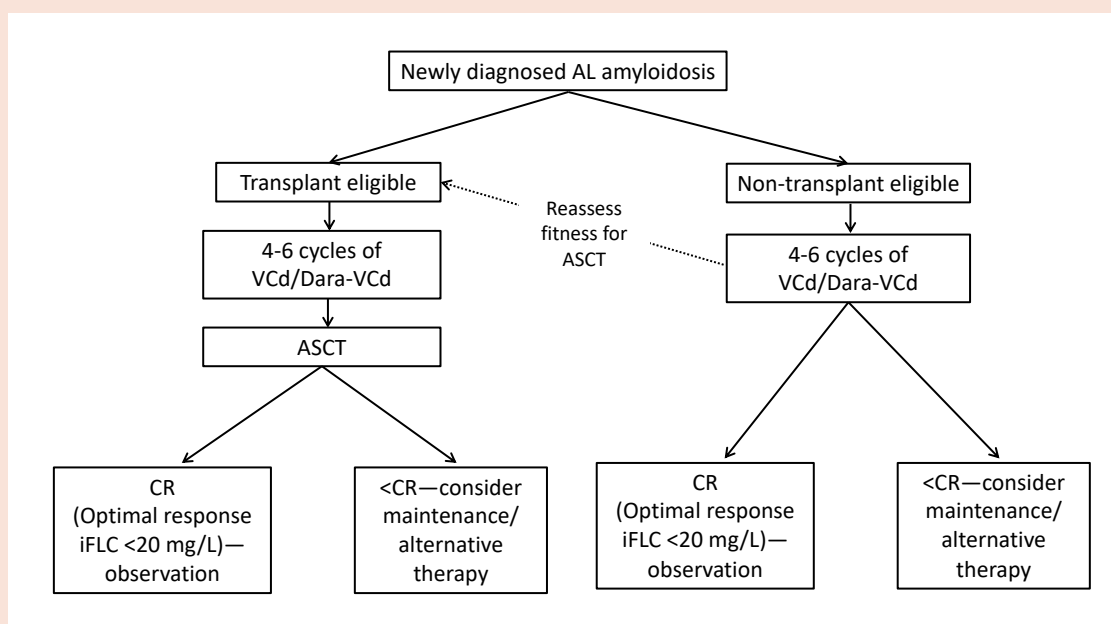 Newly diagnosed AL amyloidosis
Transplant eligible
Non-transplant eligible
Reassess
fitness for
ASCT
4-6 cycles of
VCd/Dara-VCd
4-6 cycles of
VCd/Dara-VCd
ASCT
CR
(Optimal response
iFLC <20 mg/L)—
observation
<CR—consider
maintenance/
alternative
therapy
CR
(Optimal response
iFLC <20 mg/L)—
observation
<CR—consider
maintenance/
alternative
therapy